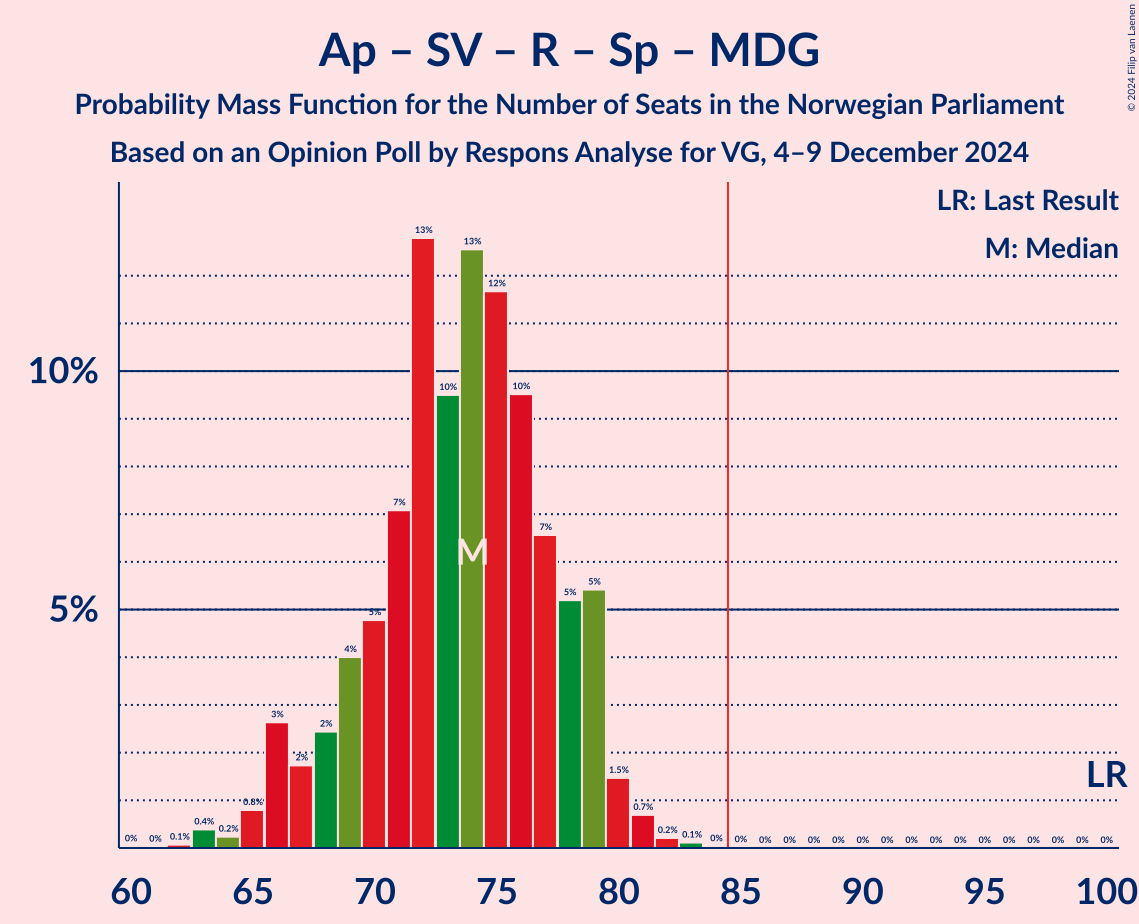 Ap – SV – R – Sp – MDG
Probability Mass Function for the Number of Seats in the Norwegian Parliament
Based on an Opinion Poll by Respons Analyse for VG, 4–9 December 2024
© 2024 Filip van Laenen
LR: Last Result
M: Median
10%
5%
0% 0% 0.1% 0.4% 0.2% 0.8% 3% 2% 2% 4% 5% 7% 13% 10% 13% 12% 10% 7% 5% 5% 1.5% 0.7% 0.2% 0.1% 0% 0% 0% 0% 0% 0% 0% 0% 0% 0% 0% 0% 0% 0% 0% 0% 0%
M
LR
60 65 70 75 80 85 90 95 100